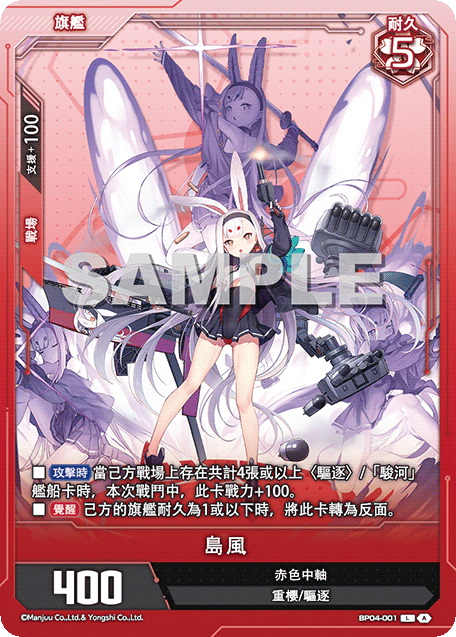 旗艦
耐久
5
支援+100
戰場
SAMPLE
■ 攻擊時 當己方戰場上存在共計4張或以上〈驅逐〉/「駿河」
艦船卡時，本次戰鬥中，此卡戰力+100。
■ 覺醒 己方的旗艦耐久為1或以下時，將此卡轉為反面。
島風
400
赤色中軸
重櫻/驅逐
©Manjuu Co.,Ltd.& Yongshi Co.,Ltd.
BP04-001 L A